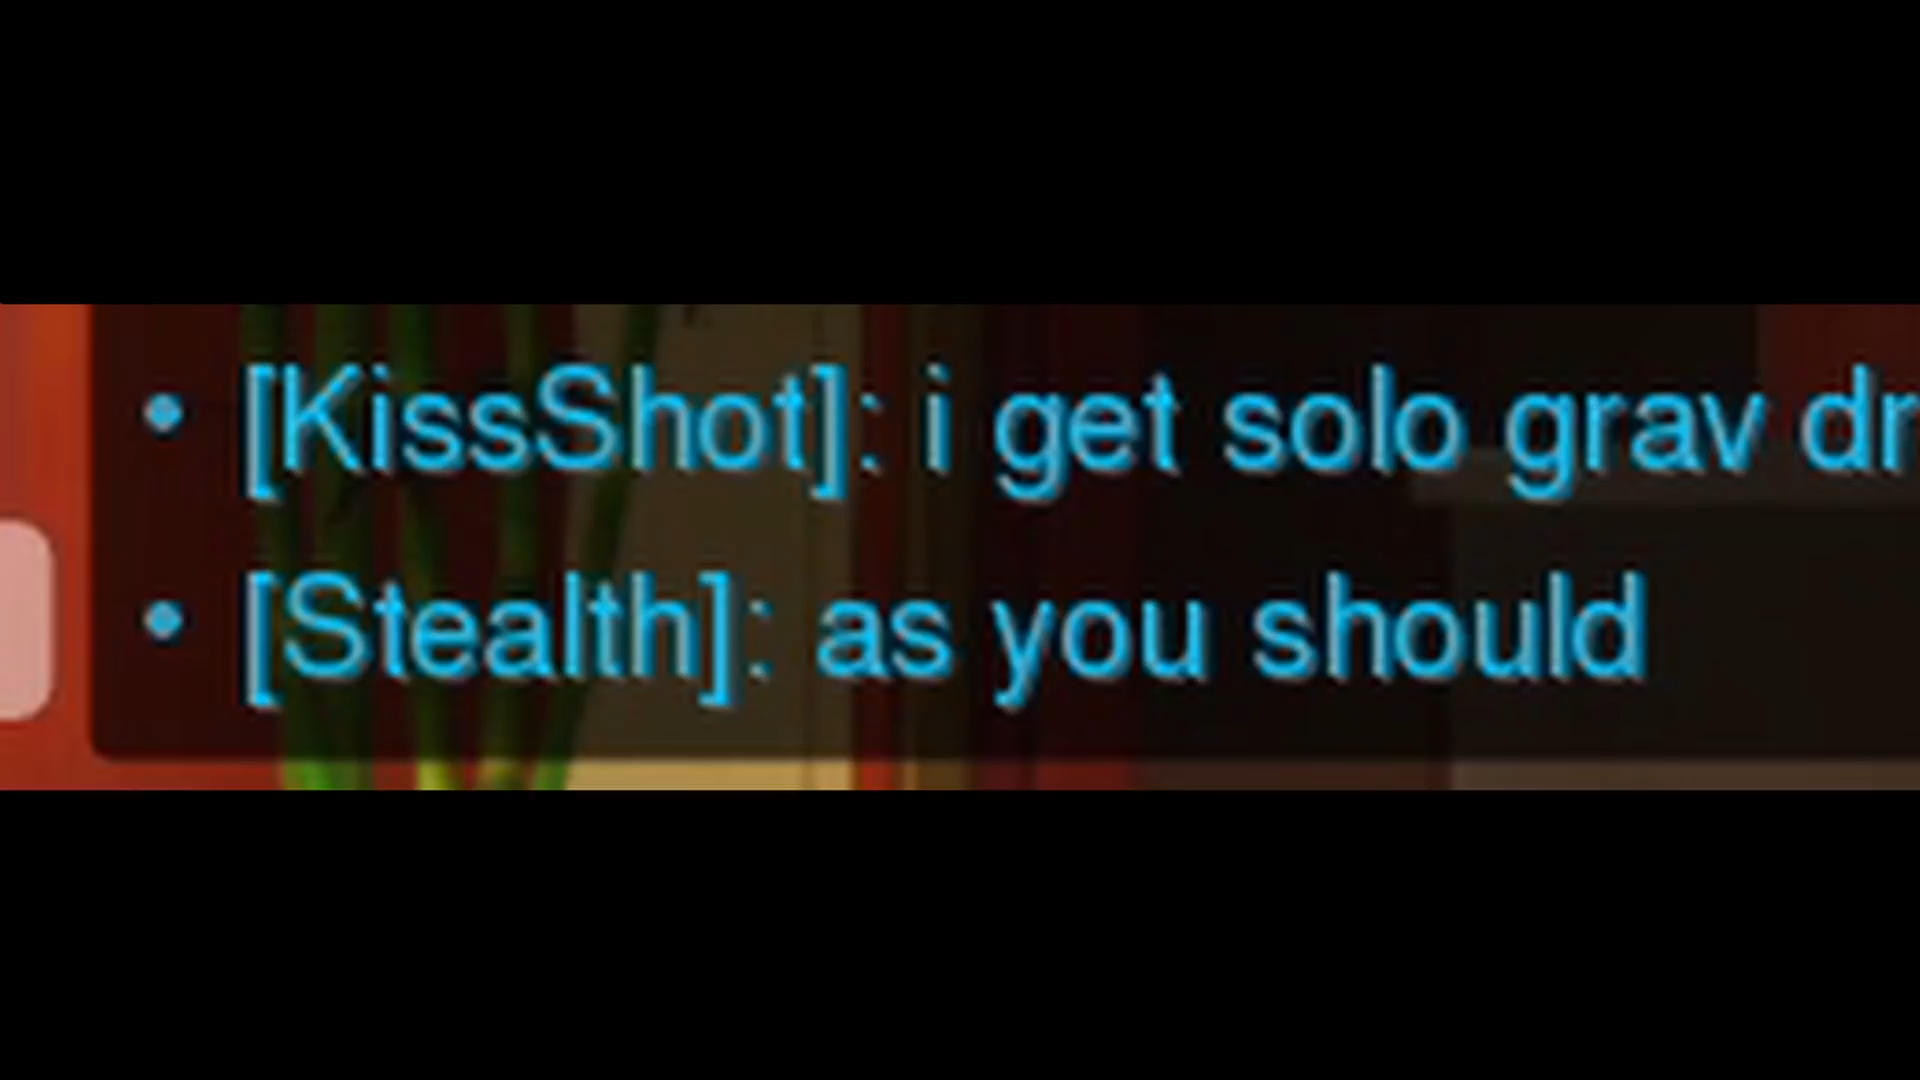 • [KissShot]: i get solo grav
• [Stealth]: as you should